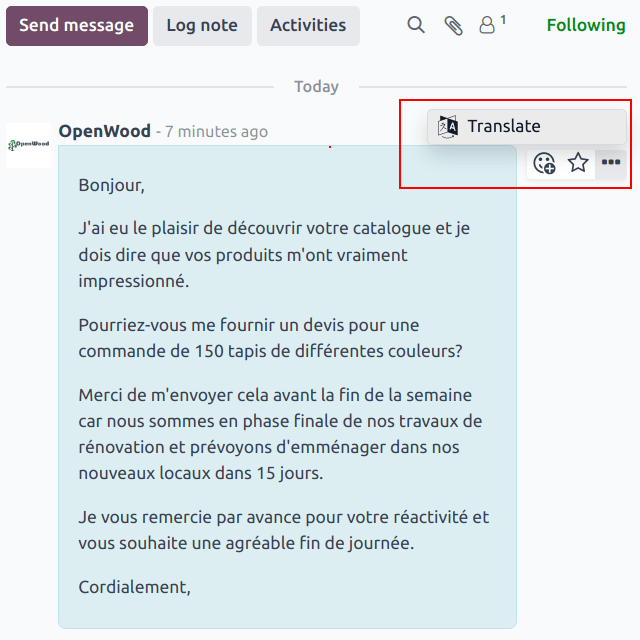 Send message Log note Activities 1 Following
Today
Translate
OpenWood - 7 minutes ago
OpenWood
Bonjour,
J'ai eu le plaisir de découvrir votre catalogue et je
dois dire que vos produits m'ont vraiment
impressionné.
Pourriez-vous me fournir un devis pour une
commande de 150 tapis de différentes couleurs?
Merci de m'envoyer cela avant la fin de la semaine
car nous sommes en phase finale de nos travaux de
rénovation et prévoyons d'emménager dans nos
nouveaux locaux dans 15 jours.
Je vous remercie par avance pour votre réactivité et
vous souhaite une agréable fin de journée.
Cordialement,